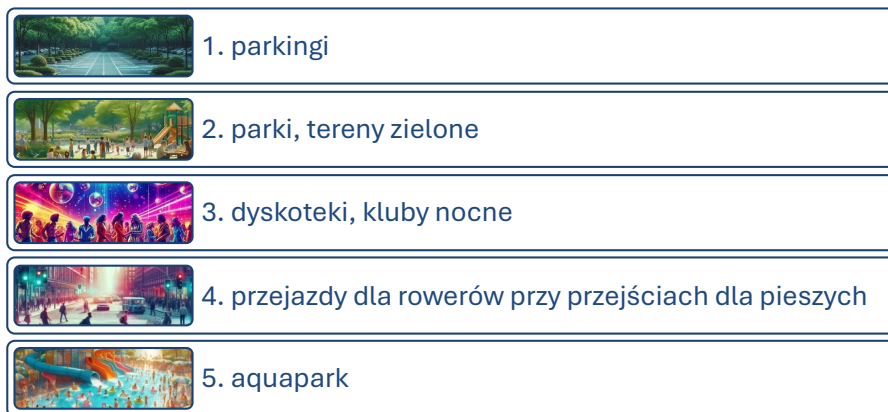 1. parkingi
2. parki, tereny zielone
3. dyskoteki, kluby nocne
4. przejazdy dla rowerów przy przejściach dla pieszych
5. aquapark